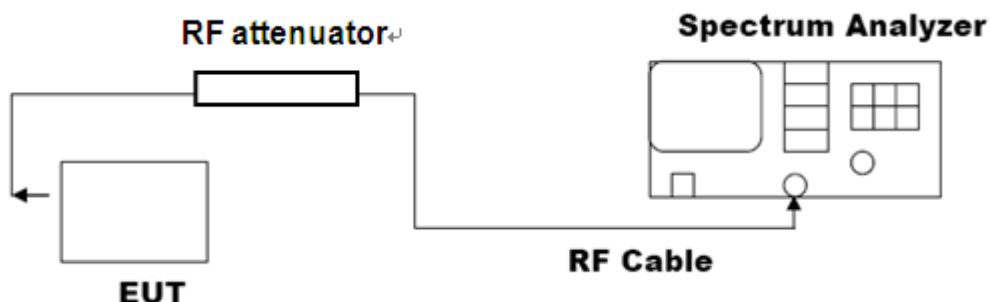 RF attenuator↵
Spectrum Analyzer
RF Cable
EUT